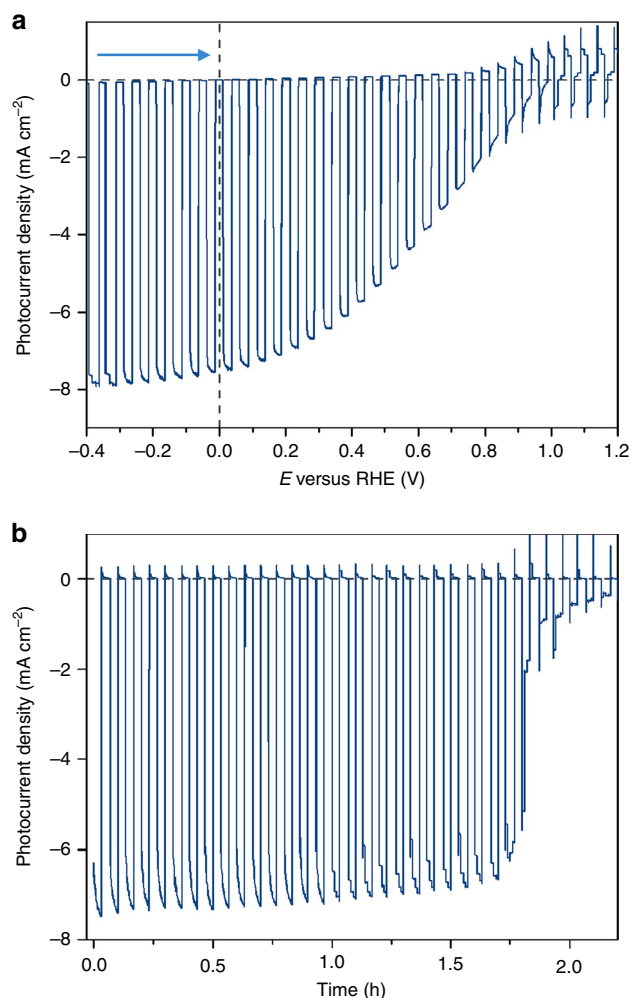 a
0
−2
−4
−6
−8
Photocurrent density (mA cm−2)
−0.4 −0.2 0.0 0.2 0.4 0.6 0.8 1.0 1.2
E versus RHE (V)
b
0
−2
−4
−6
−8
Photocurrent density (mA cm−2)
0.0 0.5 1.0 1.5 2.0
Time (h)